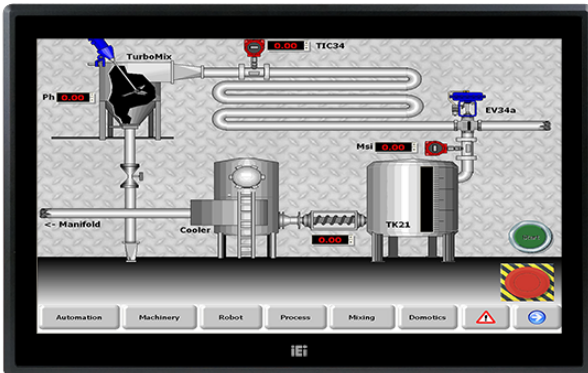 TurboMix
0.00 TIC34
Ph 0.00
EV34a
Msi 0.00
<- Manifold
Cooler
TK21
0.00
Automation
Machinery
Robot
Process
Mixing
Domotics
iEi